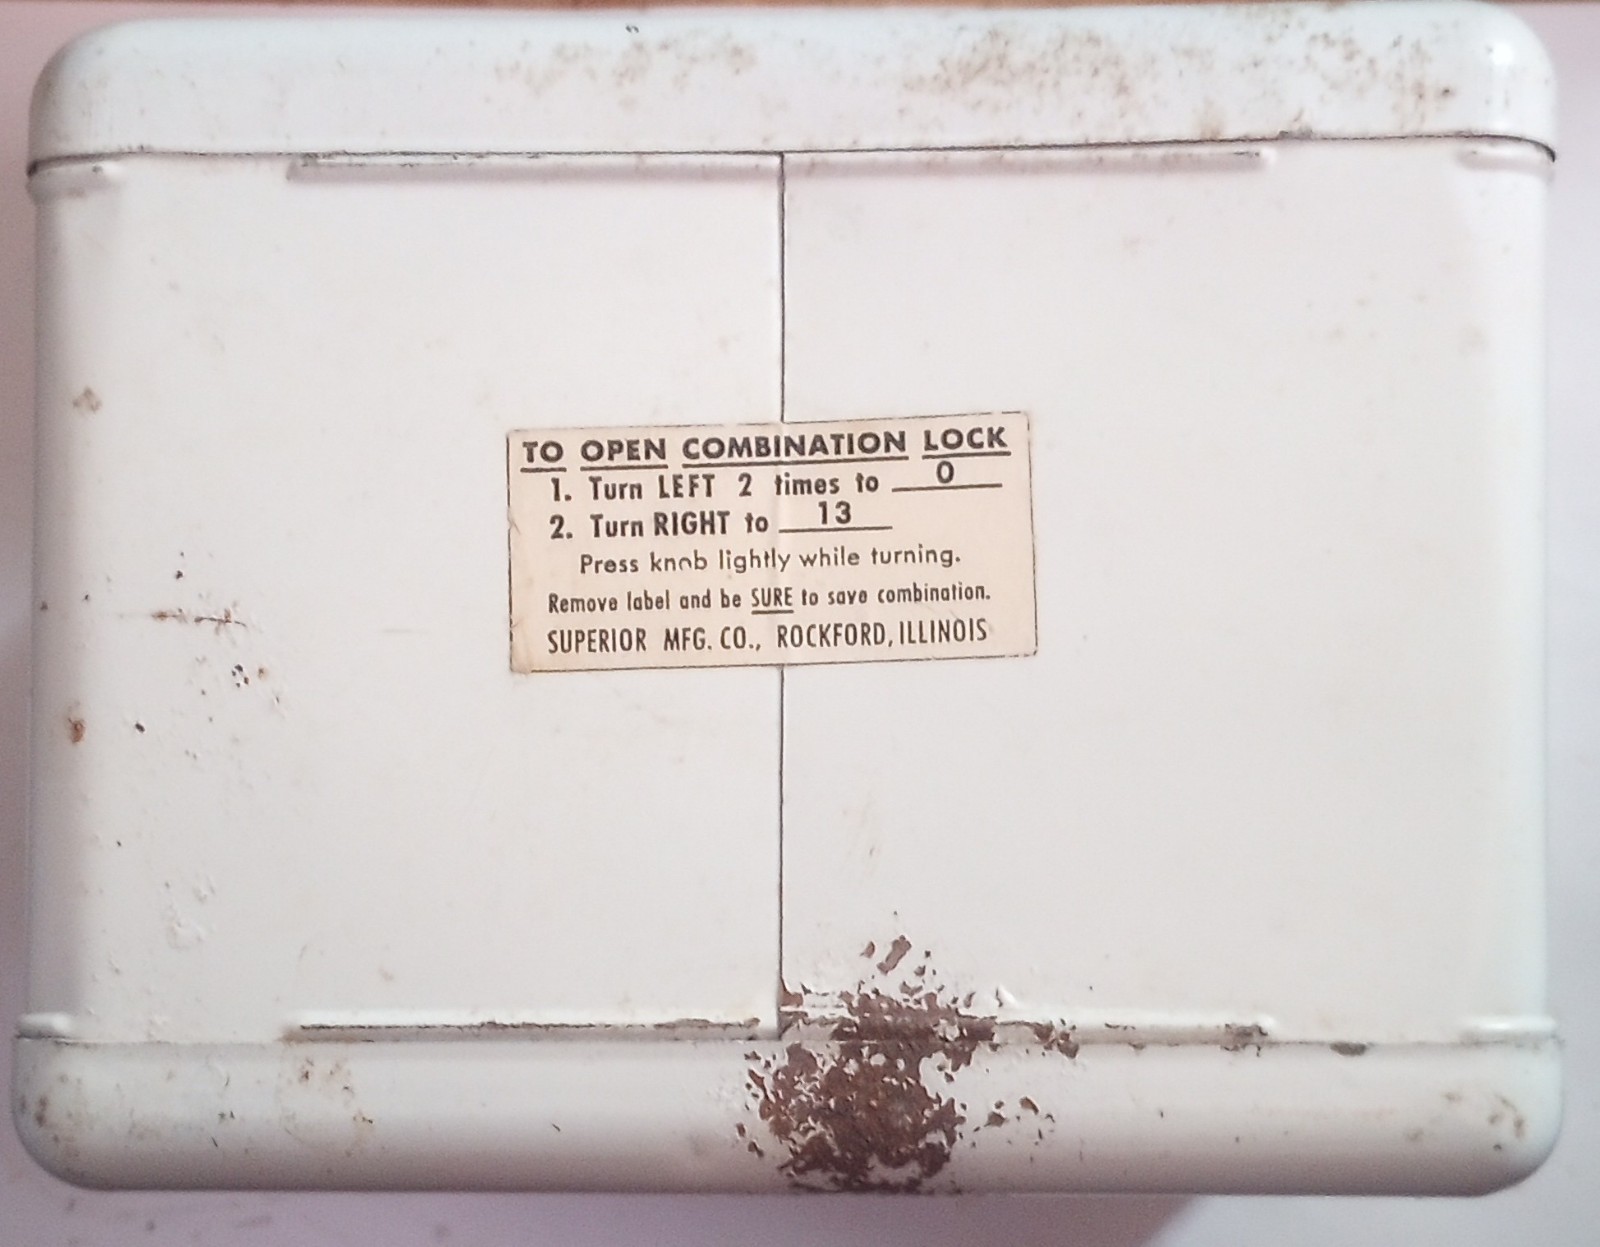 TO OPEN COMBINATION LOCK
1. Turn LEFT 2 times to 0
2. Turn RIGHT to 13
Press knob lightly while turning.
Remove label and be SURE to save combination.
SUPERIOR MFG. CO., ROCKFORD, ILLINOIS